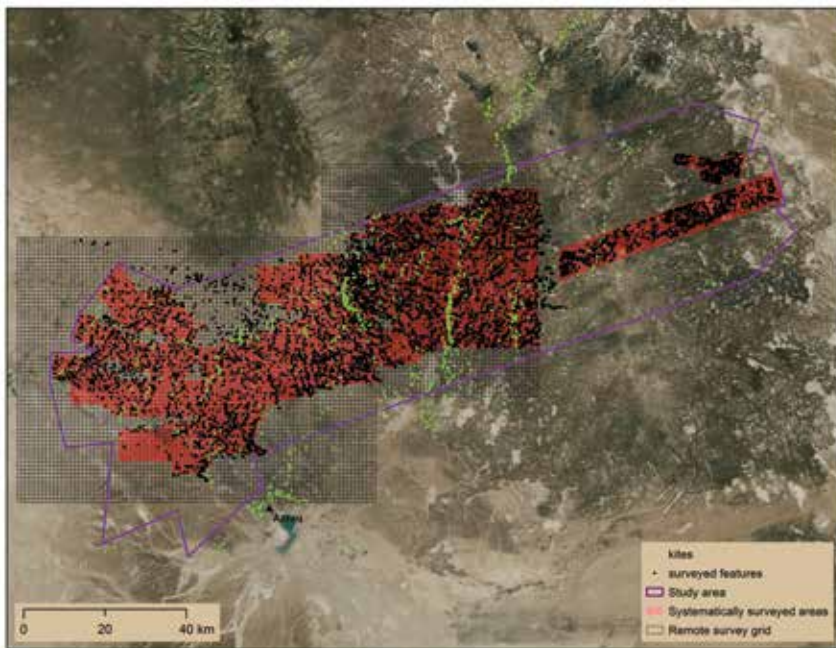 Azraq
kites
surveyed features
Study area
Systematically surveyed areas
Remote survey grid
0 20 40 km